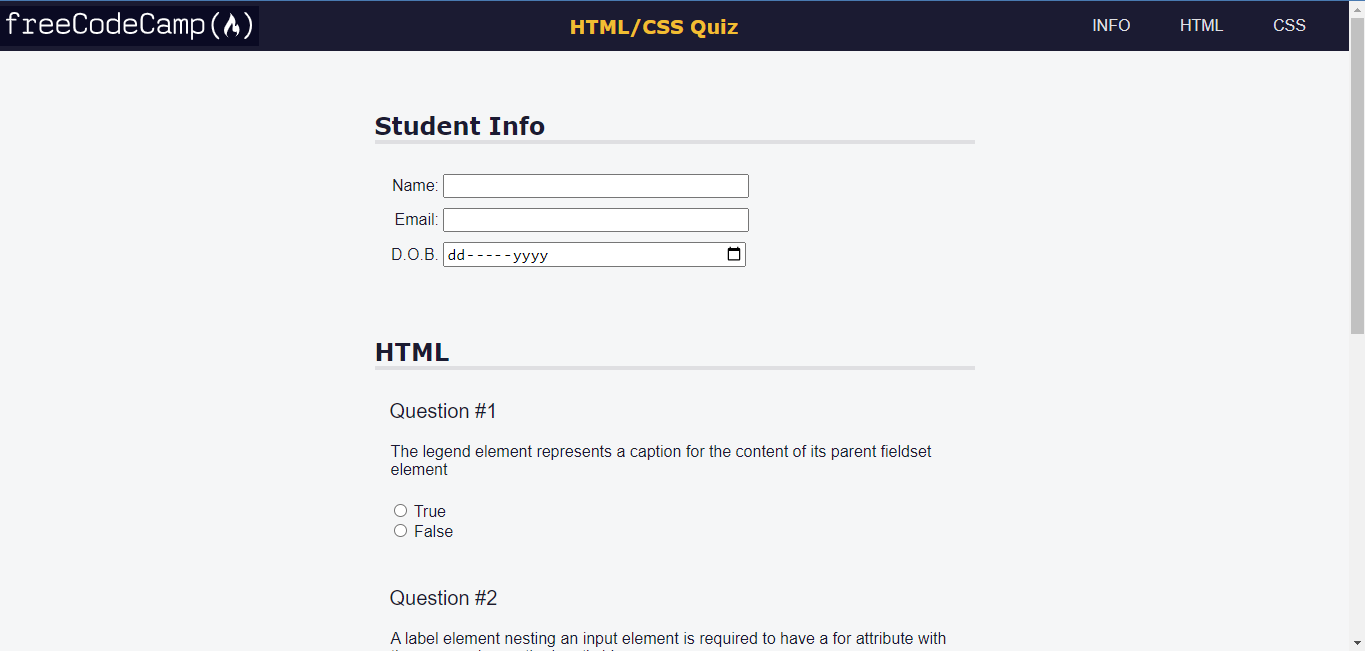 freeCodeCamp(🔥)
HTML/CSS Quiz
INFO
HTML
CSS
Student Info
Name:
Email:
D.O.B. dd-----yyyy
HTML
Question #1
The legend element represents a caption for the content of its parent fieldset
element
True
False
Question #2
A label element nesting an input element is required to have a for attribute with